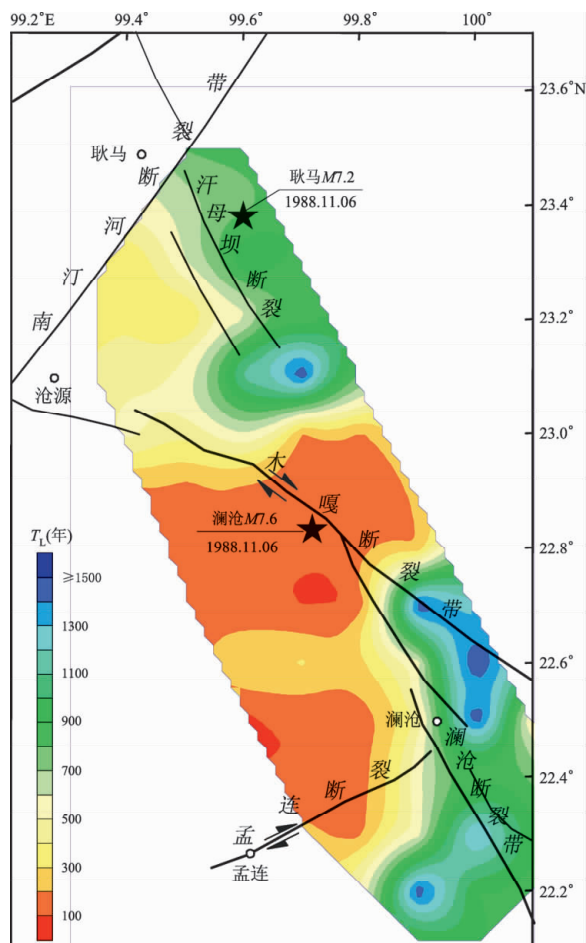 99.2°E 99.4° 99.6° 99.8° 100°
23.6°N
23.4°
23.2°
23.0°
22.8°
22.6°
22.4°
22.2°
南汀河断裂带
耿马
汗母坝断裂
耿马M7.2
1988.11.06
沧源
木嘎断裂带
澜沧M7.6
1988.11.06
澜沧
澜沧断裂带
孟连断裂
孟连
TL(年)
≥1500
1300
1100
900
700
500
300
100